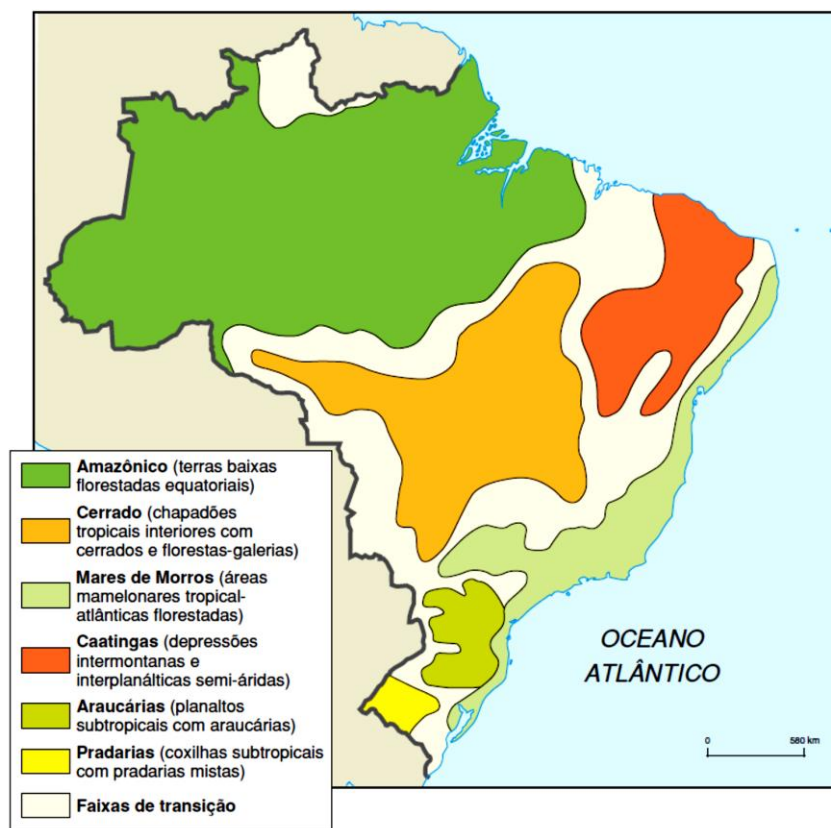 Amazônico (terras baixas
florestadas equatoriais)
Cerrado (chapadões
tropicais interiores com
cerrados e florestas-galerias)
Mares de Morros (áreas
mamelonares tropical-
atlânticas florestadas)
Caatingas (depressões
intermontanas e
interplanálticas semi-áridas)
Araucárias (planaltos
subtropicais com araucárias)
Pradarias (coxilhas subtropicais
com pradarias mistas)
Faixas de transição
OCEANO
ATLÂNTICO
0 580 km